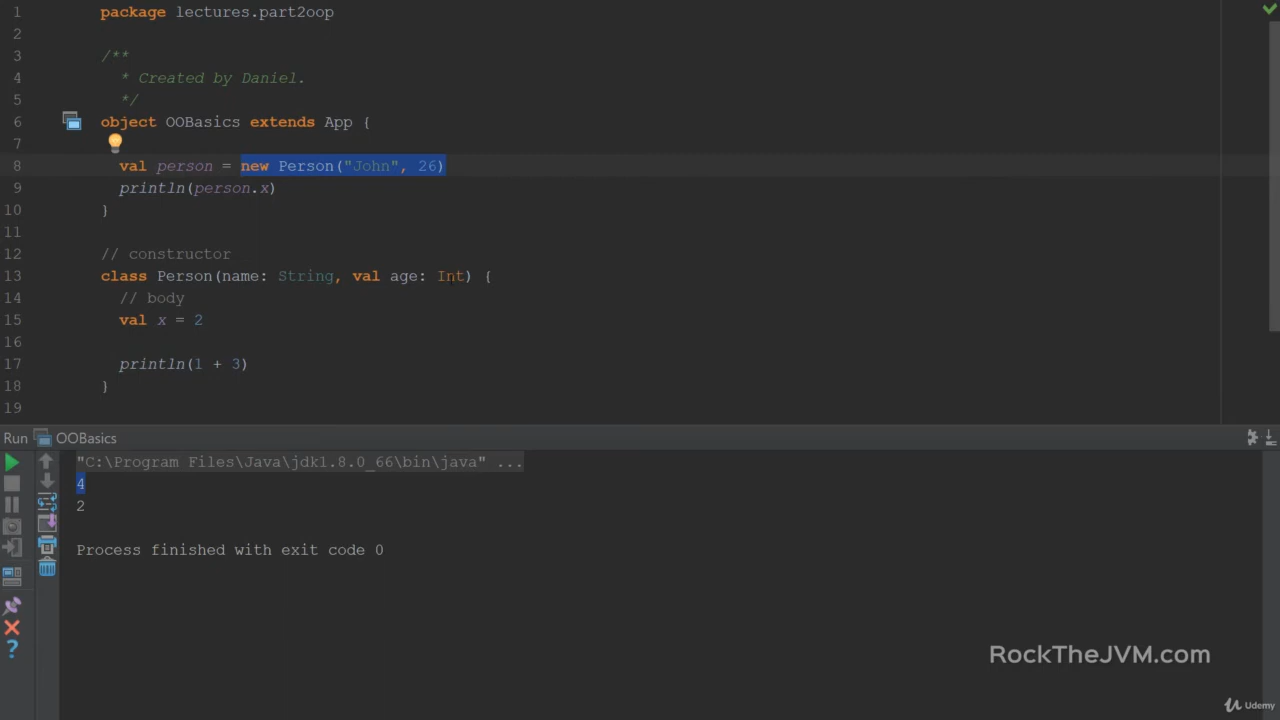 1 package lectures.part2oop
2
3 /**
4 * Created by Daniel.
5 */
6 object OOBasics extends App {
7
8 val person = new Person("John", 26)
9 println(person.x)
10 }
11
12 // constructor
13 class Person(name: String, val age: Int) {
14 // body
15 val x = 2
16
17 println(1 + 3)
18 }
19
Run OOBasics
"C:\Program Files\Java\jdk1.8.0_66\bin\java" ...
4
2
Process finished with exit code 0
RockTheJVM.com
Udemy